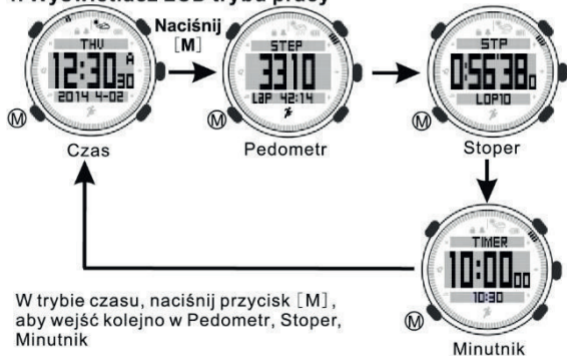 Naciśnij
[M]
THU
12:30 30 A
2014 4-02
M
Czas
STEP
3310
LAP 42:14
M
Pedometr
STP
0:56'38
LOP10
M
Stoper
TIMER
10:00 00
10:30
M
Minutnik
W trybie czasu, naciśnij przycisk [M],
aby wejść kolejno w Pedometr, Stoper,
Minutnik